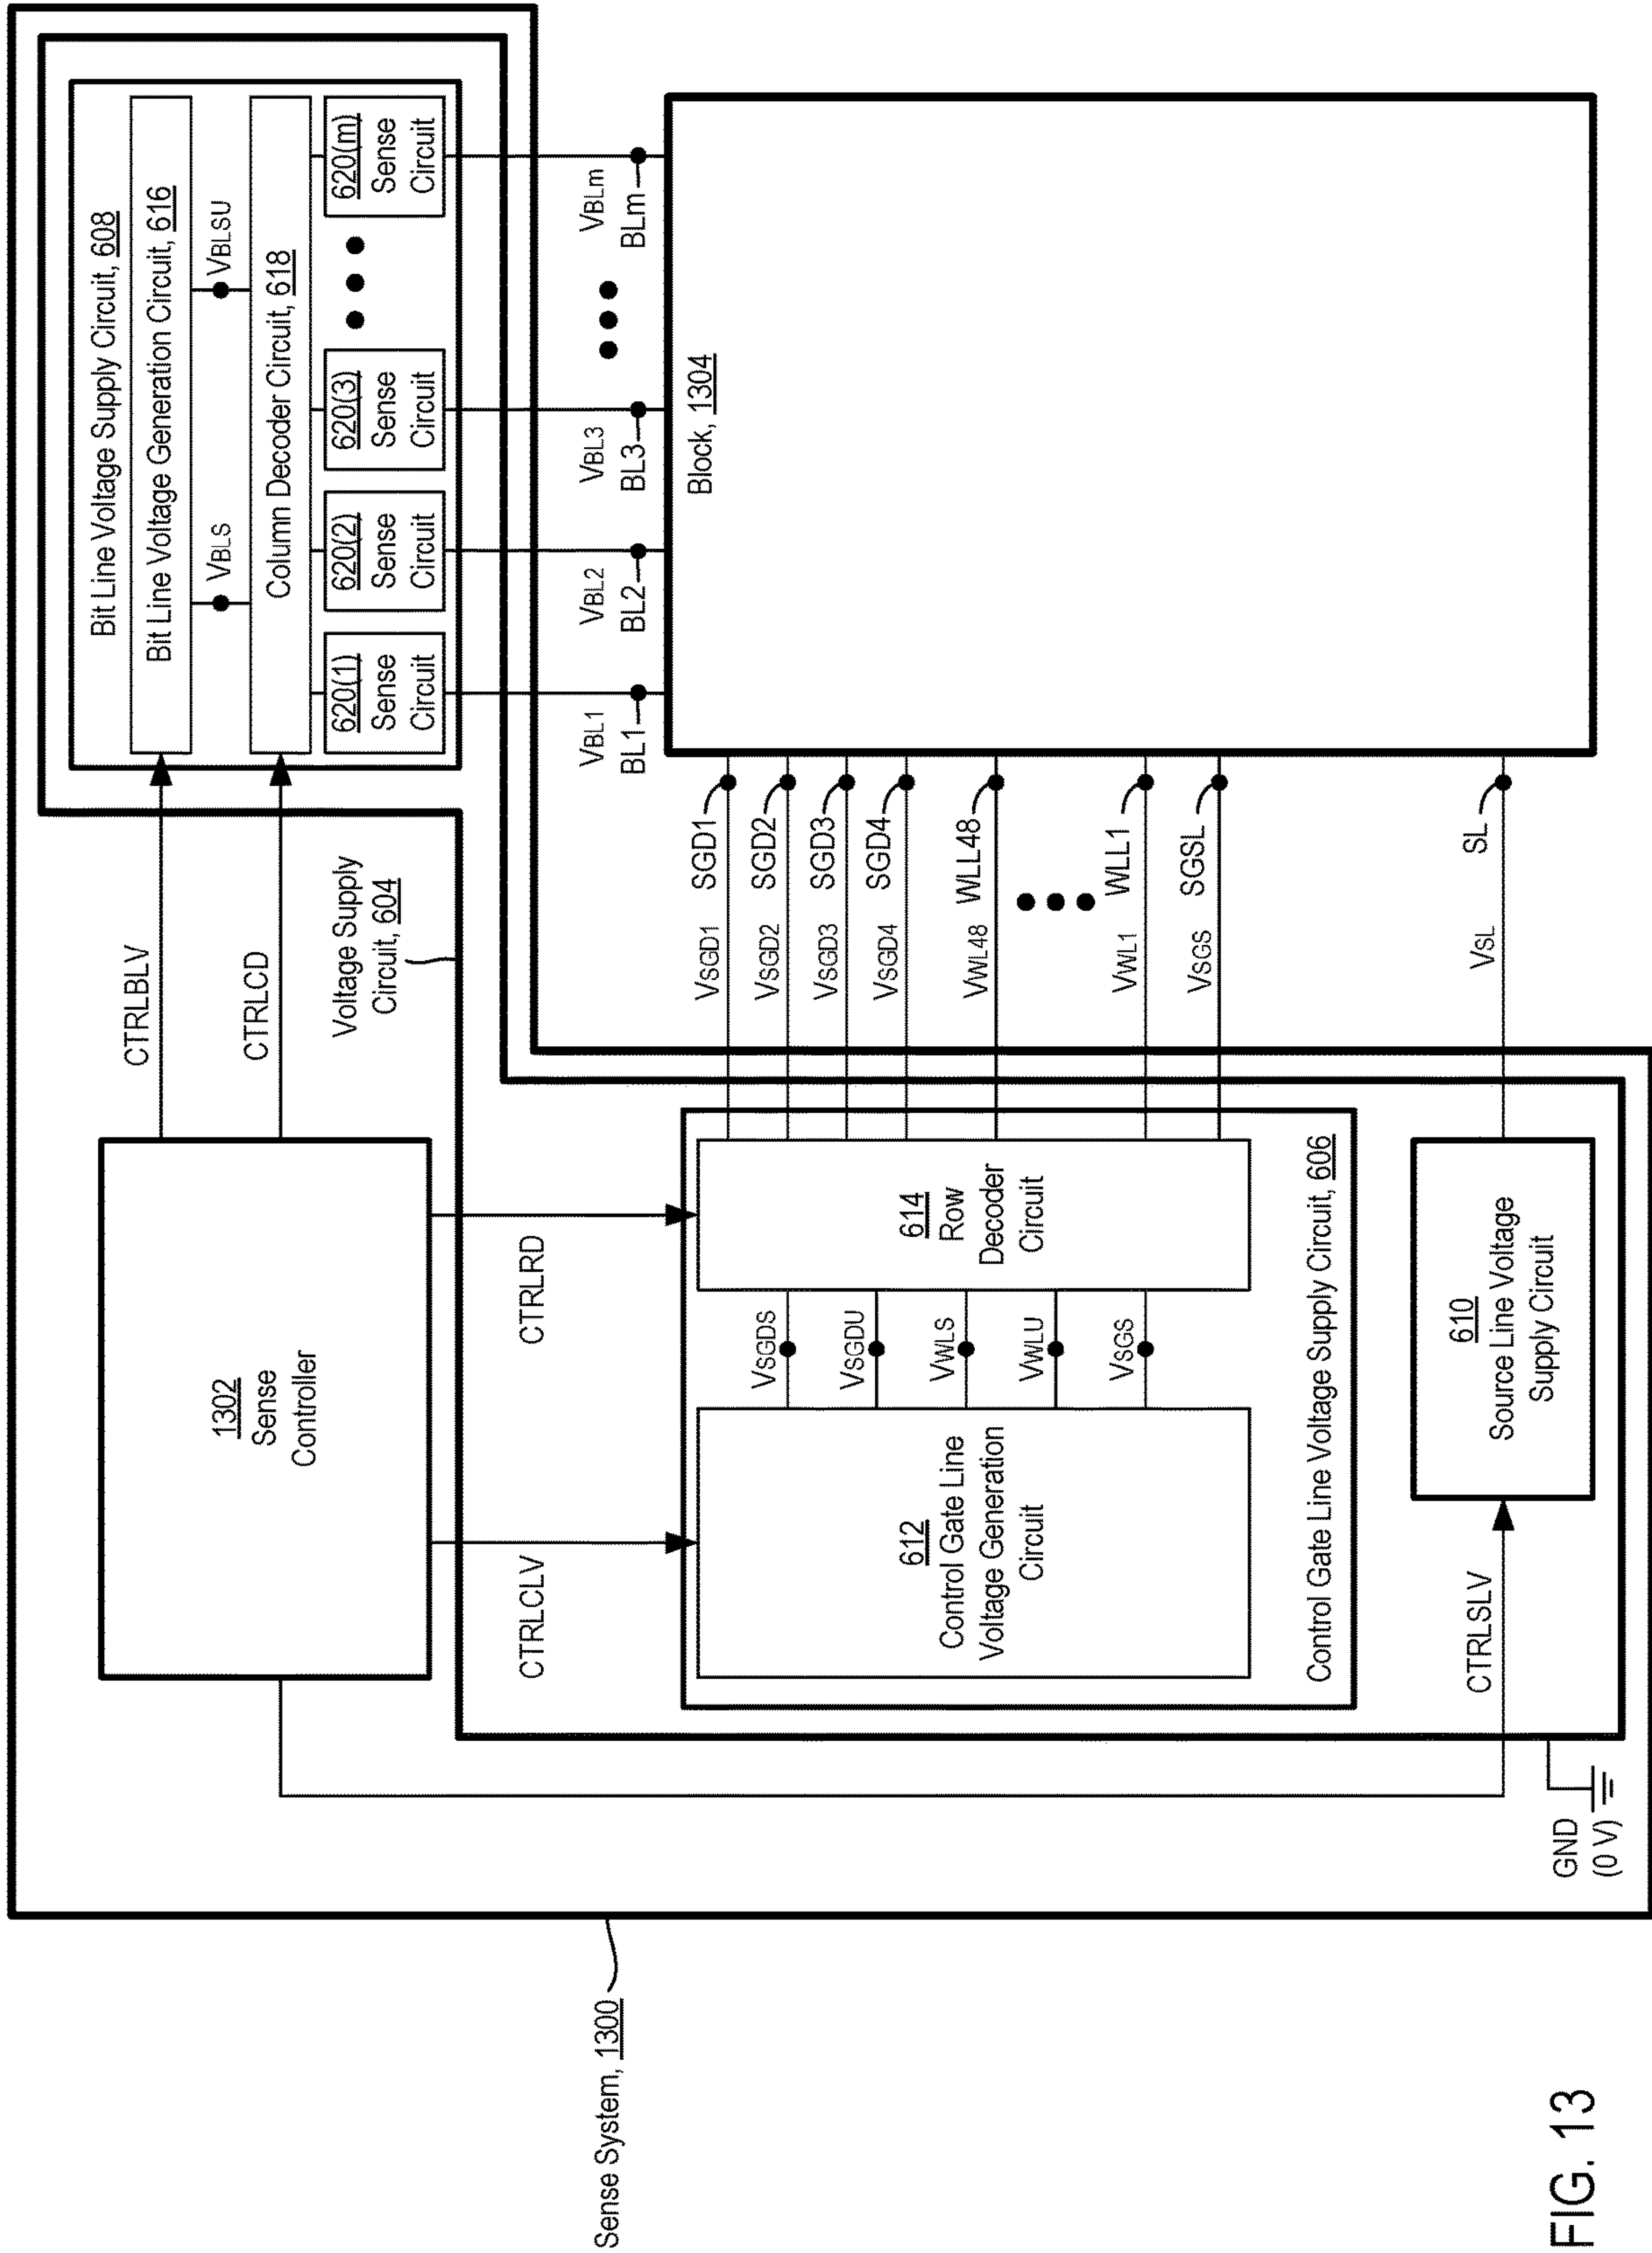 Sense System, 1300
1302
Sense
Controller
CTRLBLV
CTRLCD
Voltage Supply
Circuit, 604
Bit Line Voltage Supply Circuit, 608
Bit Line Voltage Generation Circuit, 616
VBLS
VBLSU
Column Decoder Circuit, 618
620(1)
Sense
Circuit
620(2)
Sense
Circuit
620(3)
Sense
Circuit
620(m)
Sense
Circuit
VBL1
BL1
VBL2
BL2
VBL3
BL3
VBLm
BLm
Block, 1304
CTRLCLV
CTRLRD
612
Control Gate Line
Voltage Generation
Circuit
VSGDS
VSGDU
VWLS
VWLU
VSGS
614
Row
Decoder
Circuit
Control Gate Line Voltage Supply Circuit, 606
VSGD1
SGD1
VSGD2
SGD2
VSGD3
SGD3
VSGD4
SGD4
VWL48
WLL48
VWL1
WLL1
VSGS
SGSL
VSL
SL
CTRLSLV
610
Source Line Voltage
Supply Circuit
GND
(0 V)
FIG. 13